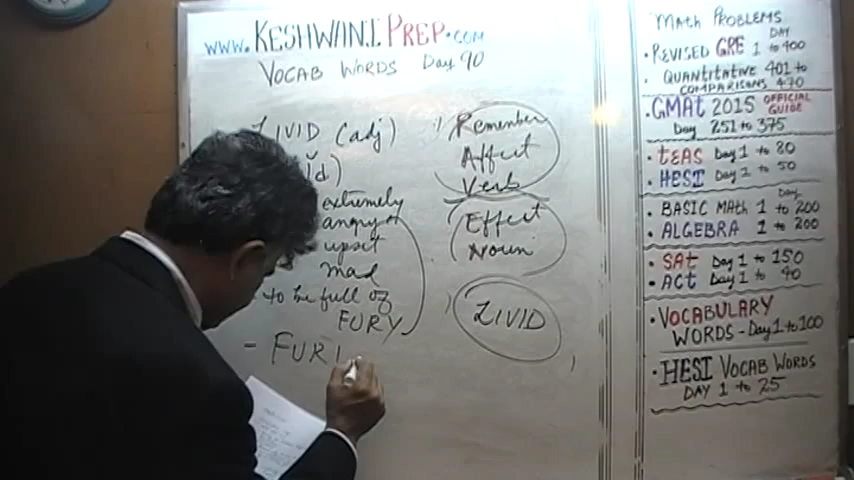 www.KESHWANI PREP.COM
VOCAB WORDS Day 90
LIVID (adj)
extremely
angry or
upset
mad
to be full of
FURY
- FURI
Remember
Affect
Verb
Effect
Noun
LIVID
MATH PROBLEMS
DAY
• REVISED GRE 1 to 400
• QUANTITATIVE 401 to
COMPARISONS 470
GMAT 2015 OFFICIAL GUIDE
Day 251 to 375
• TEAS Day 1 to 80
• HESI Day 1 to 50
Day
• BASIC MATH 1 to 200
• ALGEBRA 1 to 200
• SAT Day 1 to 150
• ACT Day 1 to 90
• VOCABULARY
WORDS - Day 1 to 100
• HESI VOCAB WORDS
DAY 1 to 25